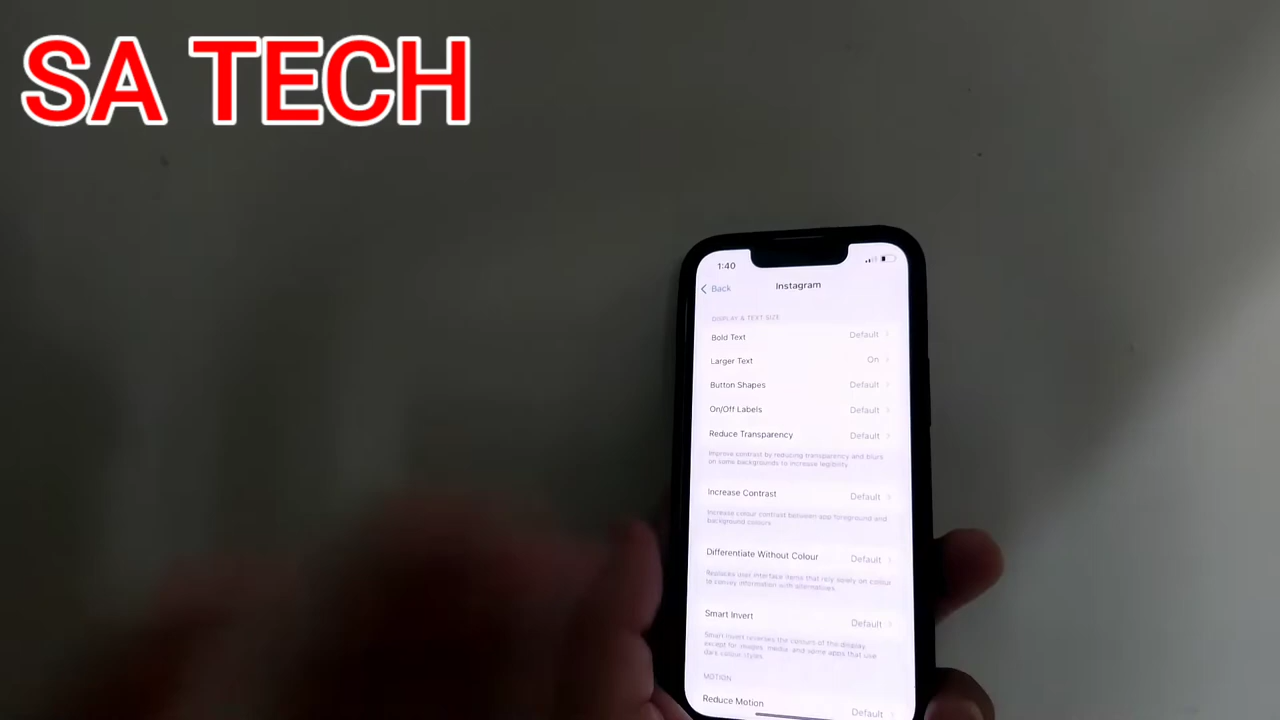 SA TECH
1:40
Back
Instagram
DISPLAY & TEXT SIZE
Bold Text Default
Larger Text On
Button Shapes Default
On/Off Labels Default
Reduce Transparency Default
Improve contrast by reducing transparency and blurs
on some backgrounds to increase legibility.
Increase Contrast Default
Increase colour contrast between app foreground and
background colours.
Differentiate Without Colour Default
Replaces user interface items that rely solely on colour
to convey information with alternatives.
Smart Invert Default
Smart Invert reverses the colours of the display,
except for images, media and some apps that use
dark colour styles.
MOTION
Reduce Motion Default